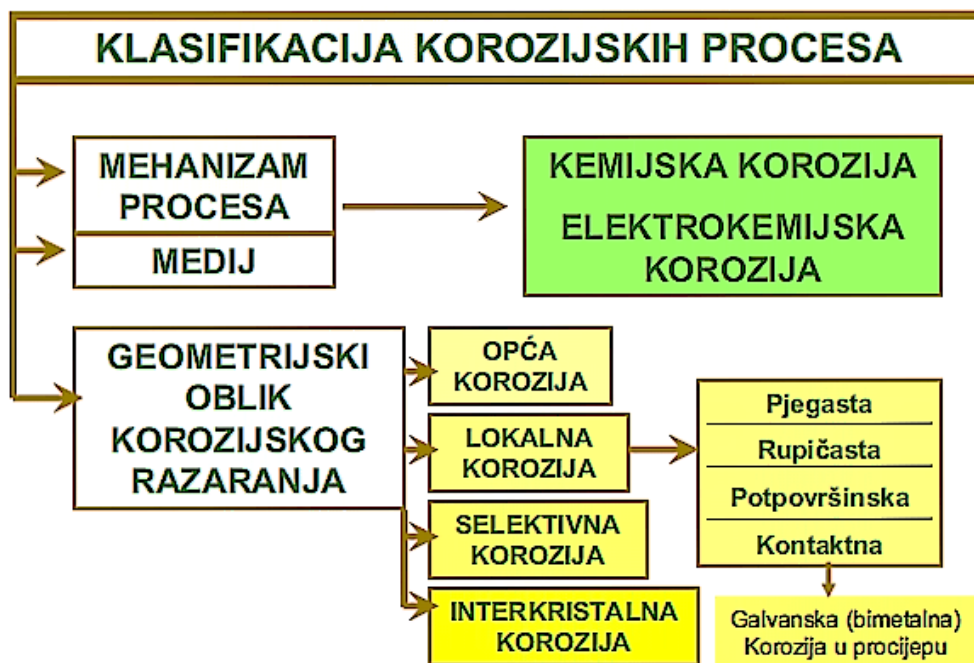 KLASIFIKACIJA KOROZIJSKIH PROCESA
MEHANIZAM
PROCESA
MEDIJ
KEMIJSKA KOROZIJA
ELEKTROKEMIJSKA
KOROZIJA
GEOMETRIJSKI
OBLIK
KOROZIJSKOG
RAZARANJA
OPĆA
KOROZIJA
LOKALNA
KOROZIJA
SELEKTIVNA
KOROZIJA
INTERKRISTALNA
KOROZIJA
Pjegasta
Rupičasta
Potpovršinska
Kontaktna
Galvanska (bimetalna)
Korozija u procijepu